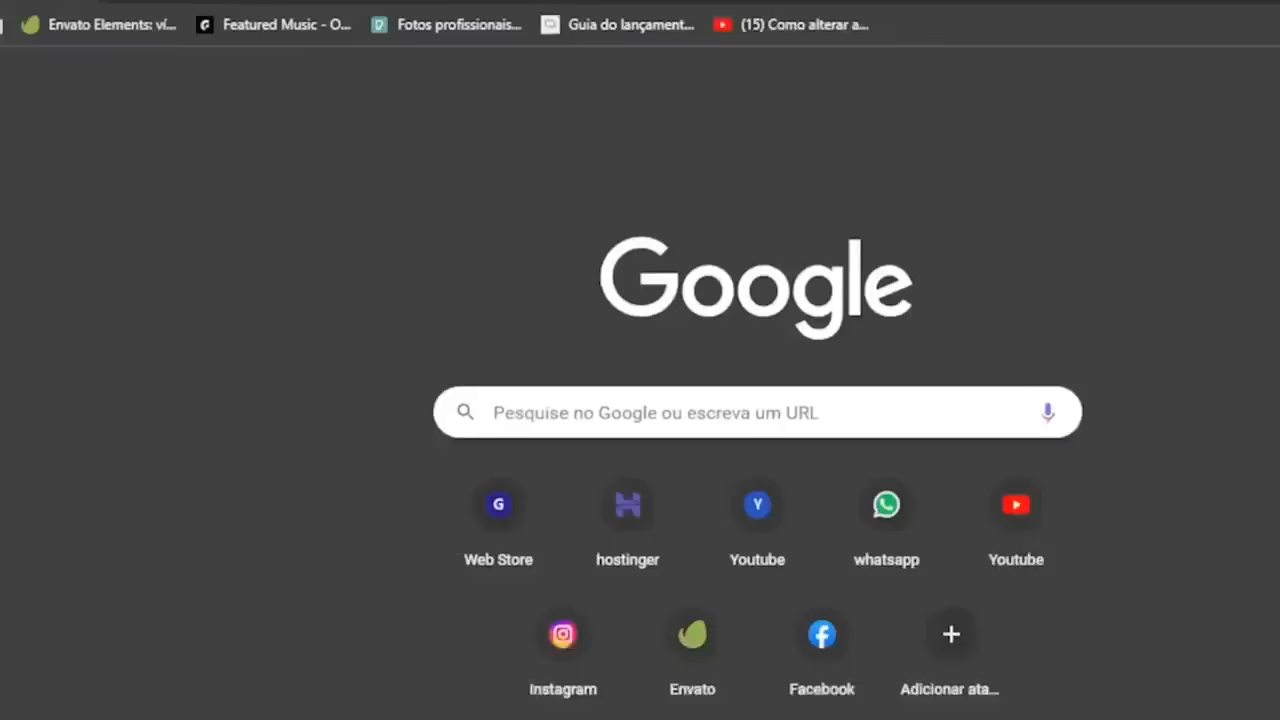 Envato Elements: ví... Featured Music - O... Fotos profissionais... Guia do lançament... (15) Como alterar a...
Google
Pesquise no Google ou escreva um URL
G Y
Web Store hostinger Youtube whatsapp Youtube
Instagram Envato Facebook Adicionar ata...